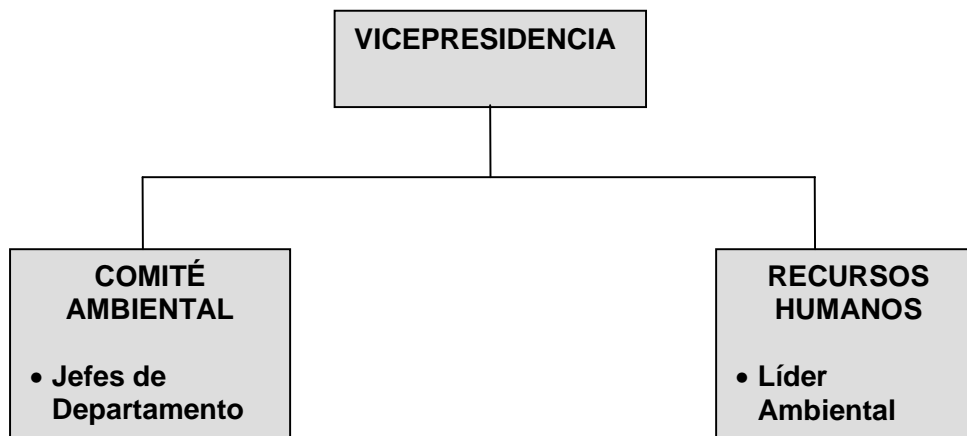 VICEPRESIDENCIA
COMITÉ
AMBIENTAL
• Jefes de
Departamento
RECURSOS
HUMANOS
• Líder
Ambiental